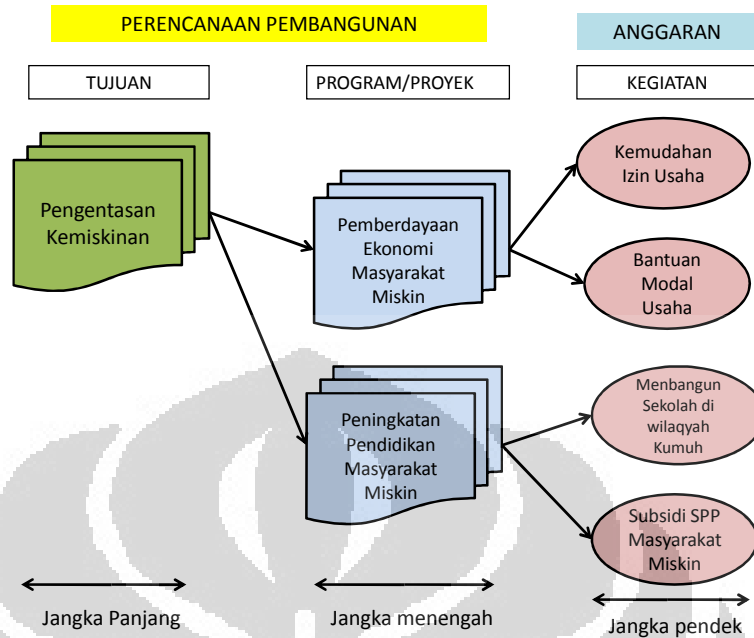 PERENCANAAN PEMBANGUNAN
ANGGARAN
TUJUAN
PROGRAM/PROYEK
KEGIATAN
Pengentasan
Kemiskinan
Pemberdayaan
Ekonomi
Masyarakat
Miskin
Kemudahan
Izin Usaha
Bantuan
Modal
Usaha
Peningkatan
Pendidikan
Masyarakat
Miskin
Menbangun
Sekolah di
wilaqyah
Kumuh
Subsidi SPP
Masyarakat
Miskin
Jangka Panjang
Jangka menengah
Jangka pendek